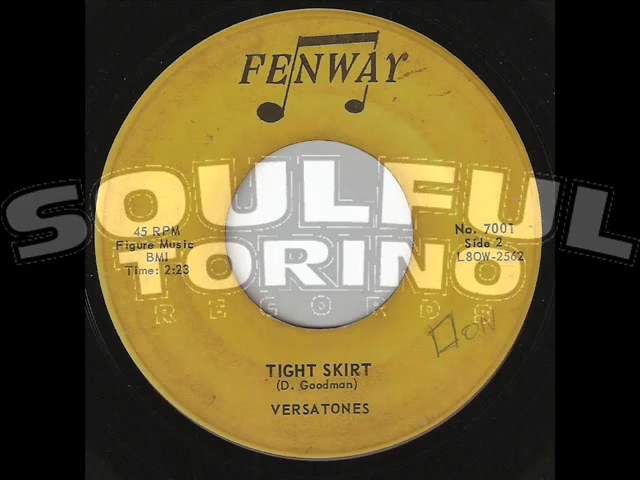 FENWAY
SOULFUL
TORINO
RECORDS
45 RPM
Figure Music
BMI
Time: 2:23
No. 7001
Side 2
L8OW-2562
DON
TIGHT SKIRT
(D. Goodman)
VERSATONES